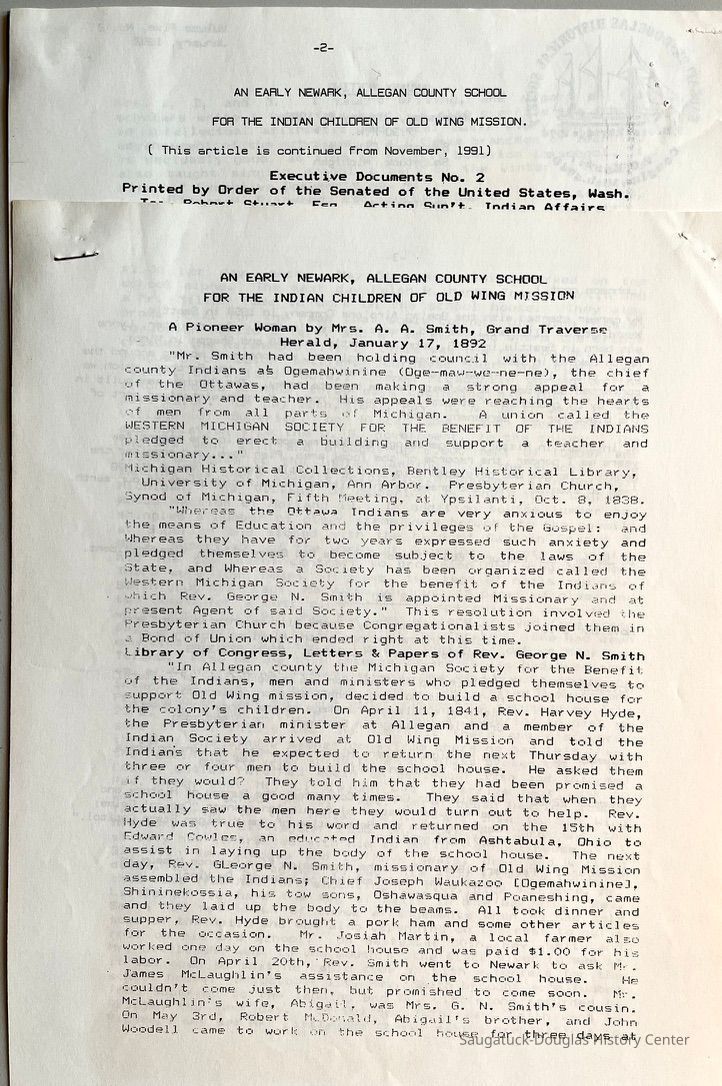 -2-
AN EARLY NEWARK, ALLEGAN COUNTY SCHOOL
FOR THE INDIAN CHILDREN OF OLD WING MISSION.
( This article is continued from November, 1991)
Executive Documents No. 2
Printed by Order of the Senated of the United States, Wash.
To: Robert Stuart, Esq. Acting Sup't. Indian Affairs
AN EARLY NEWARK, ALLEGAN COUNTY SCHOOL
FOR THE INDIAN CHILDREN OF OLD WING MISSION
A Pioneer Woman by Mrs. A. A. Smith, Grand Traverse
Herald, January 17, 1892
"Mr. Smith had been holding council with the Allegan
county Indians as Ogemahwinine (Oge-maw-we-ne-ne), the chief
of the Ottawas, had been making a strong appeal for a
missionary and teacher. His appeals were reaching the hearts
of men from all parts of Michigan. A union called the
WESTERN MICHIGAN SOCIETY FOR THE BENEFIT OF THE INDIANS
pledged to erect a building and support a teacher and
missionary..."
Michigan Historical Collections, Bentley Historical Library,
University of Michigan, Ann Arbor. Presbyterian Church,
Synod of Michigan, Fifth Meeting, at Ypsilanti, Oct. 8, 1838.
"Whereas the Ottawa Indians are very anxious to enjoy
the means of Education and the privileges of the Gospel: and
Whereas they have for two years expressed such anxiety and
pledged themselves to become subject to the laws of the
State, and Whereas a Society has been organized called the
Western Michigan Society for the benefit of the Indians of
which Rev. George N. Smith is appointed Missionary and at
present Agent of said Society." This resolution involved the
Presbyterian Church because Congregationalists joined them in
a Bond of Union which ended right at this time.
Library of Congress, Letters & Papers of Rev. George N. Smith
"In Allegan county the Michigan Society for the Benefit
of the Indians, men and ministers who pledged themselves to
support Old Wing mission, decided to build a school house for
the colony's children. On April 11, 1841, Rev. Harvey Hyde,
the Presbyterian minister at Allegan and a member of the
Indian Society arrived at Old Wing Mission and told the
Indians that he expected to return the next Thursday with
three or four men to build the school house. He asked them
if they would? They told him that they had been promised a
school house a good many times. They said that when they
actually saw the men here they would turn out to help. Rev.
Hyde was true to his word and returned on the 15th with
Edward Cowles, an educated Indian from Ashtabula, Ohio to
assist in laying up the body of the school house. The next
day, Rev. GLeorge N. Smith, missionary of Old Wing Mission
assembled the Indians; Chief Joseph Waukazoo [Ogemahwinine],
Shininekossia, his tow sons, Oshawasqua and Poaneshing, came
and they laid up the body to the beams. All took dinner and
supper, Rev. Hyde brought a pork ham and some other articles
for the occasion. Mr. Josiah Martin, a local farmer also
worked one day on the school house and was paid $1.00 for his
labor. On April 20th, Rev. Smith went to Newark to ask Mr.
James McLaughlin's assistance on the school house. He
couldn't come just then, but promised to come soon. Mr.
McLaughlin's wife, Abigail, was Mrs. G. N. Smith's cousin.
On May 3rd, Robert McDonald, Abigail's brother, and John
Woodell came to work on the school house for three days at
Saugatuck-Douglas History Center